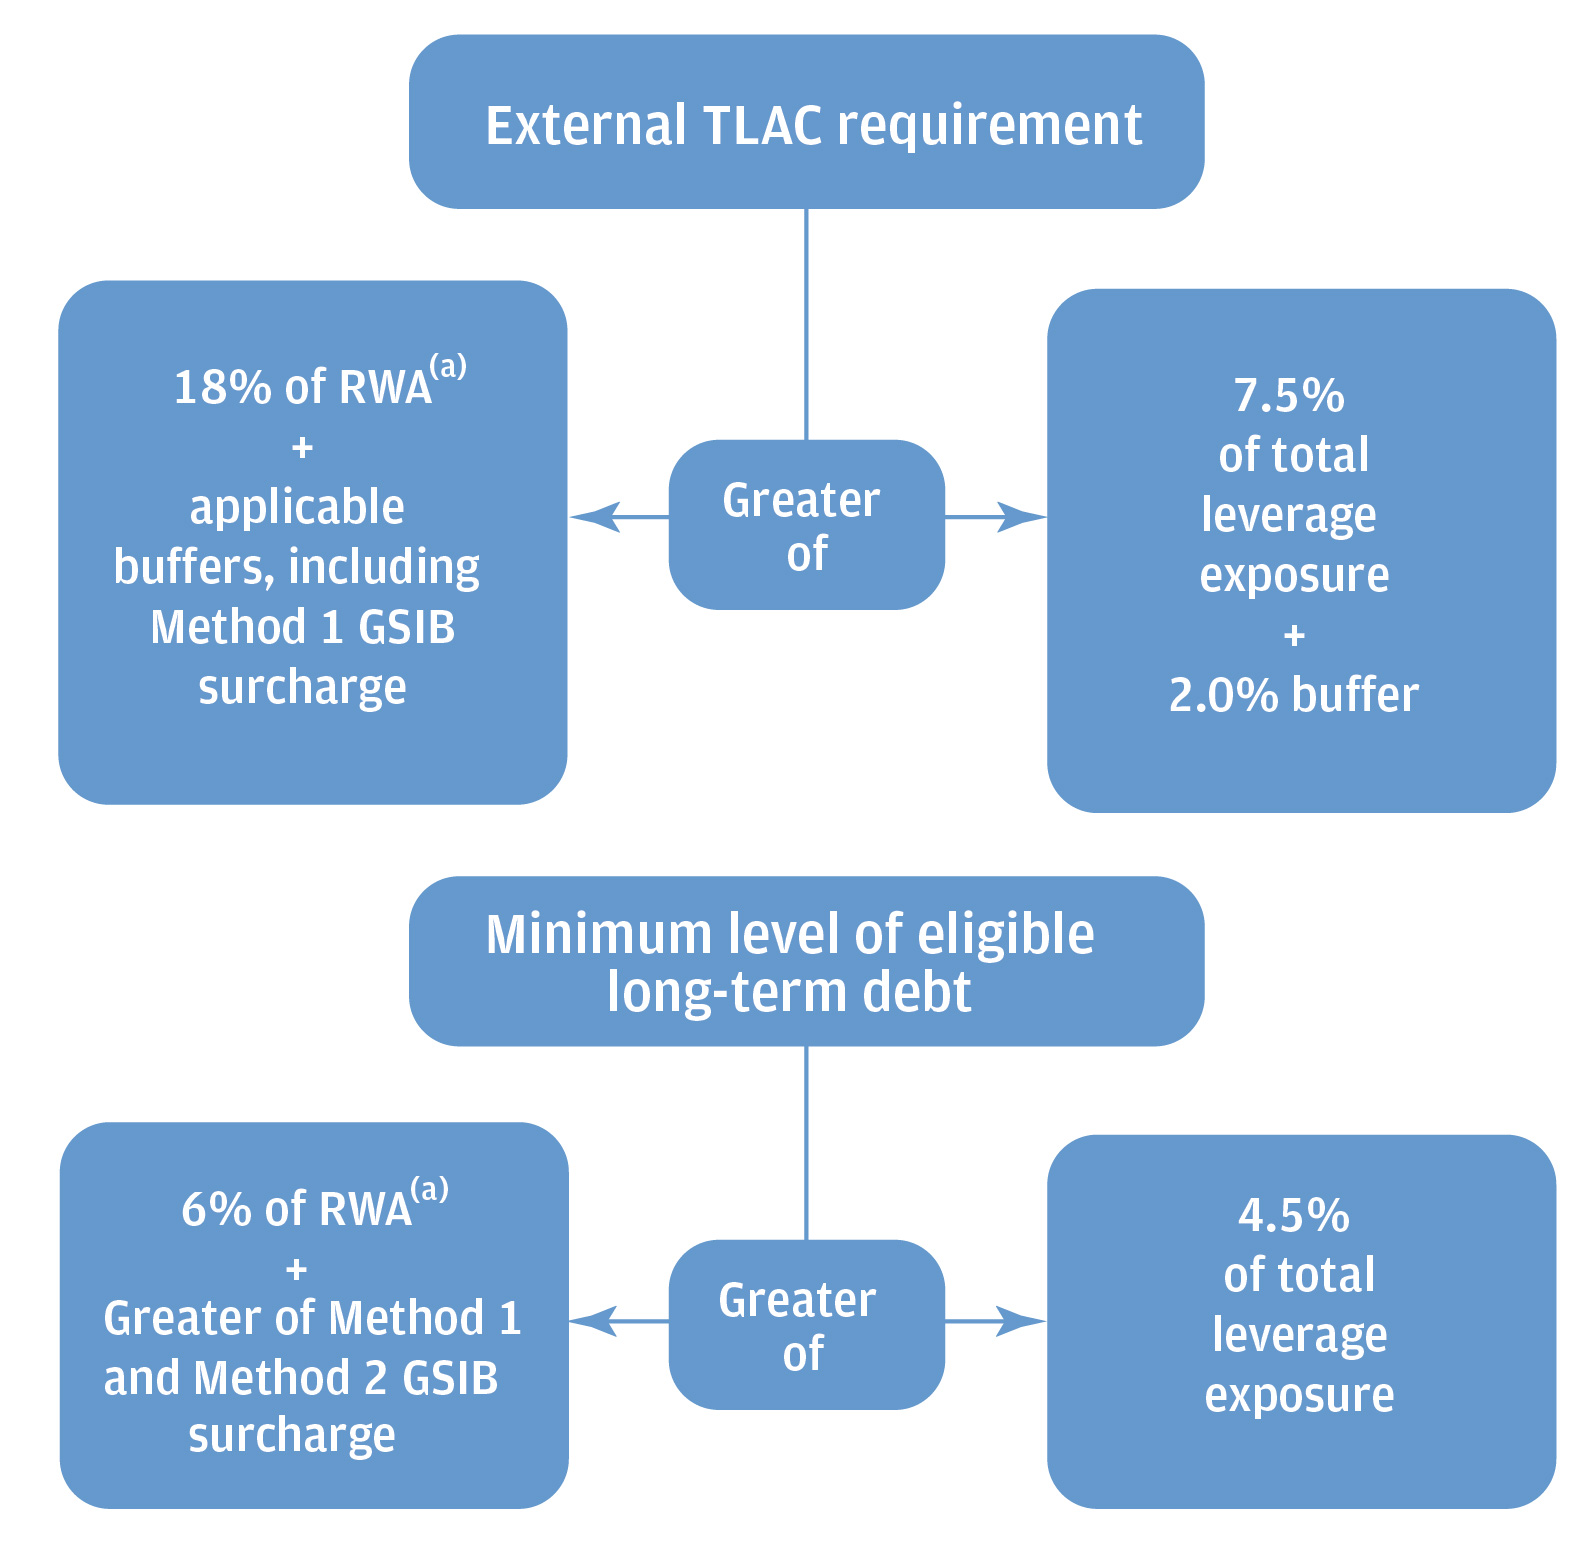 External TLAC requirement
18% of RWA(a)
+
applicable
buffers, including
Method 1 GSIB
surcharge
Greater
of
7.5%
of total
leverage
exposure
+
2.0% buffer
Minimum level of eligible
long-term debt
6% of RWA(a)
+
Greater of Method 1
and Method 2 GSIB
surcharge
Greater
of
4.5%
of total
leverage
exposure